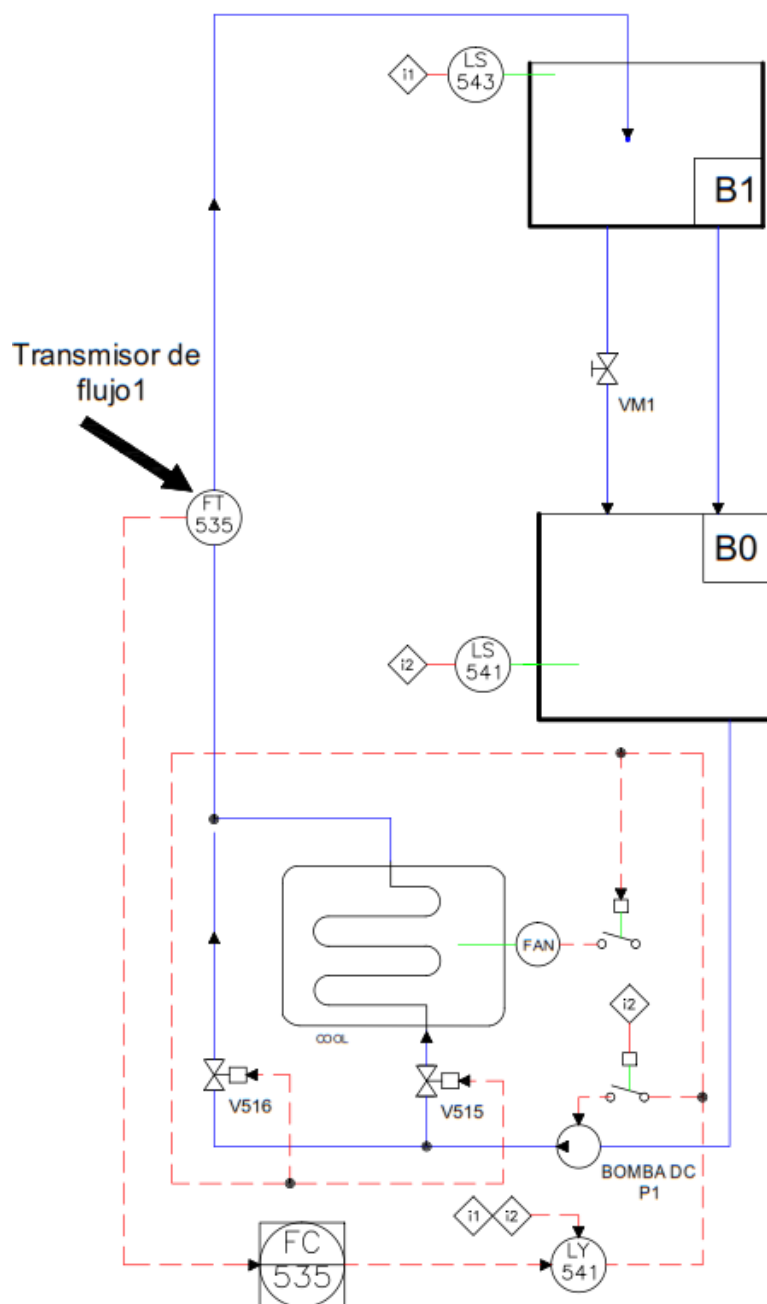 i1
LS
543
B1
Transmisor de
flujo1
VM1
FT
535
B0
i2
LS
541
FAN
COOL
i2
V516
V515
BOMBA DC
P1
i1
i2
FC
535
LY
541